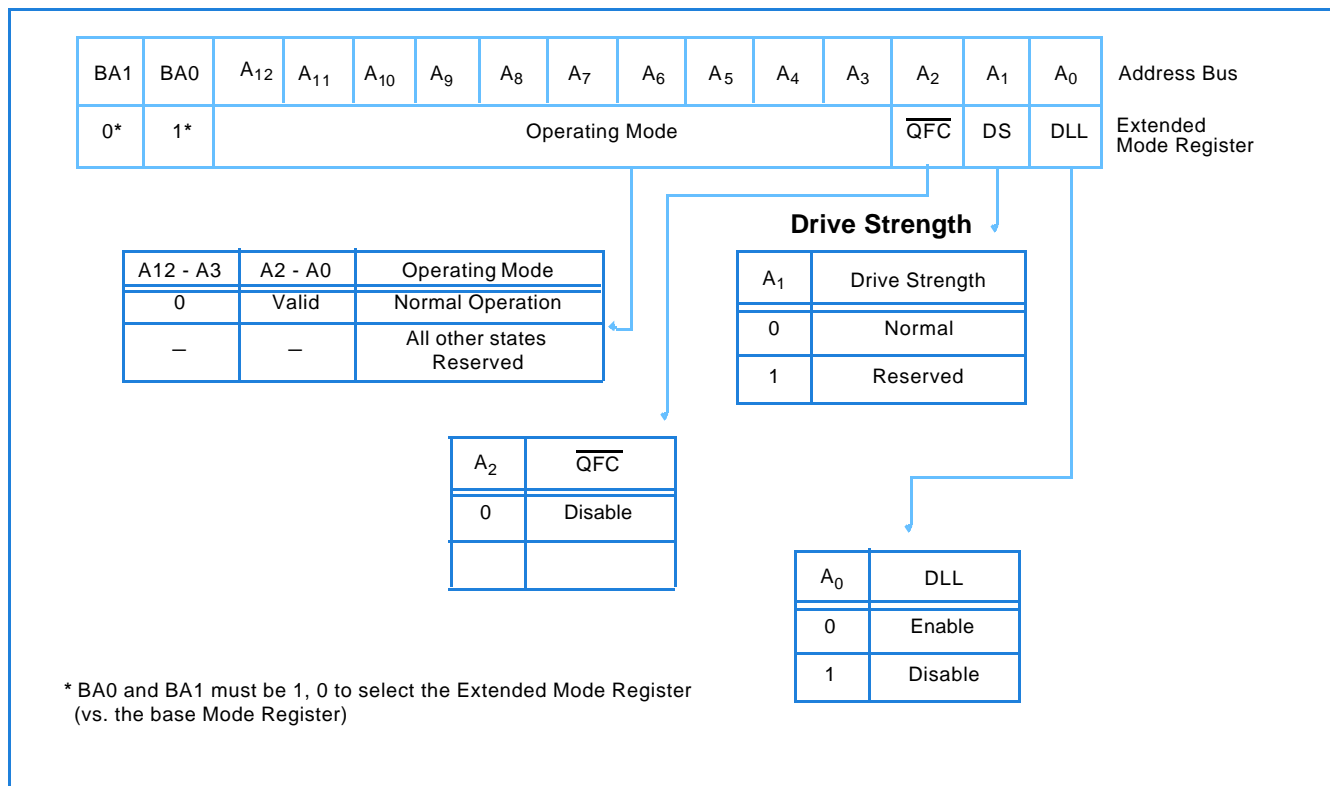 BA1 BA0 A12 A11 A10 A9 A8 A7 A6 A5 A4 A3 A2 A1 A0 Address Bus
0* 1* Operating Mode QFC DS DLL Extended
Mode Register
Drive Strength
A12 - A3 A2 - A0 Operating Mode
0 Valid Normal Operation
– – All other states
Reserved
A1 Drive Strength
0 Normal
1 Reserved
A2 QFC
0 Disable
A0 DLL
0 Enable
1 Disable
* BA0 and BA1 must be 1, 0 to select the Extended Mode Register
(vs. the base Mode Register)